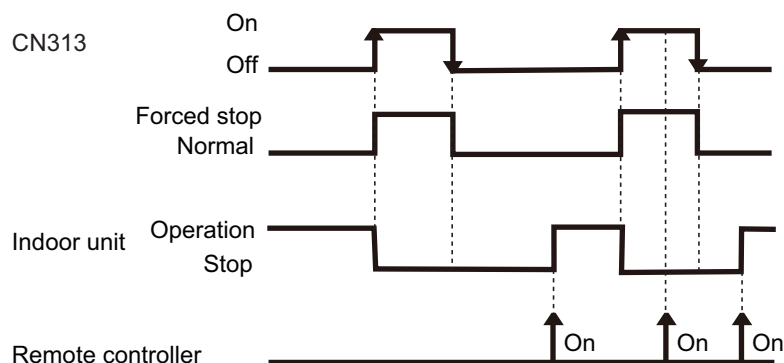 On
CN313
Off
Forced stop
Normal
Operation
Indoor unit
Stop
On On On
Remote controller